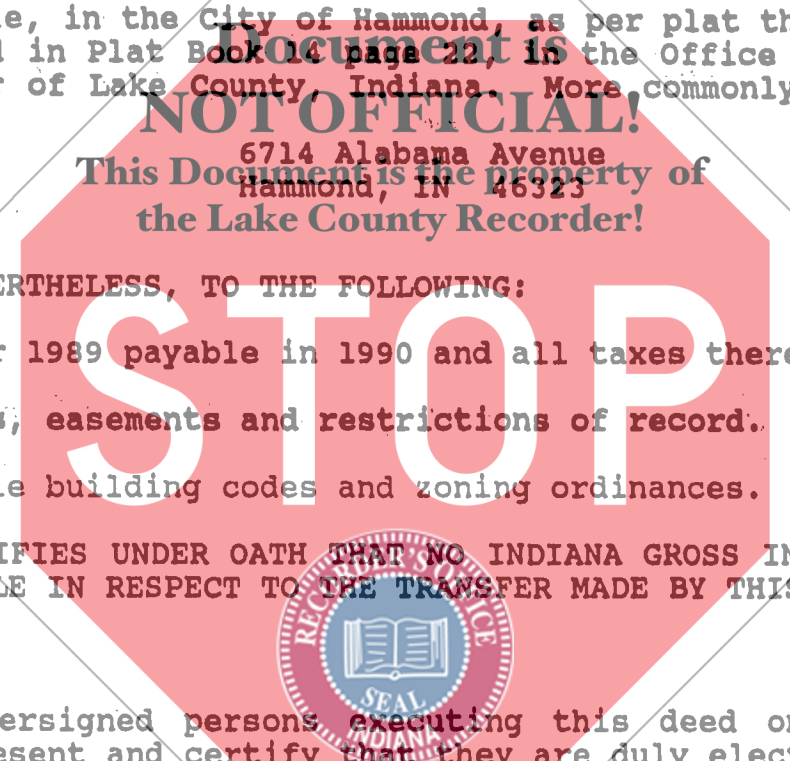 e, in the City of Hammond, as per plat th
d in Plat Book 14 page 22, in the Office
r of Lake County, Indiana. More commonly
Document is
NOT OFFICIAL!
This Document is the property of
the Lake County Recorder!
6714 Alabama Avenue
Hammond, IN 46323
ERTHELESS, TO THE FOLLOWING:
r 1989 payable in 1990 and all taxes there
s, easements and restrictions of record.
le building codes and zoning ordinances.
STOP
IFIES UNDER OATH THAT NO INDIANA GROSS IN
LE IN RESPECT TO THE TRANSFER MADE BY THIS
RECORDER'S OFFICE
SEAL
INDIANA
ersigned persons executing this deed o
esent and certify that they are duly elect